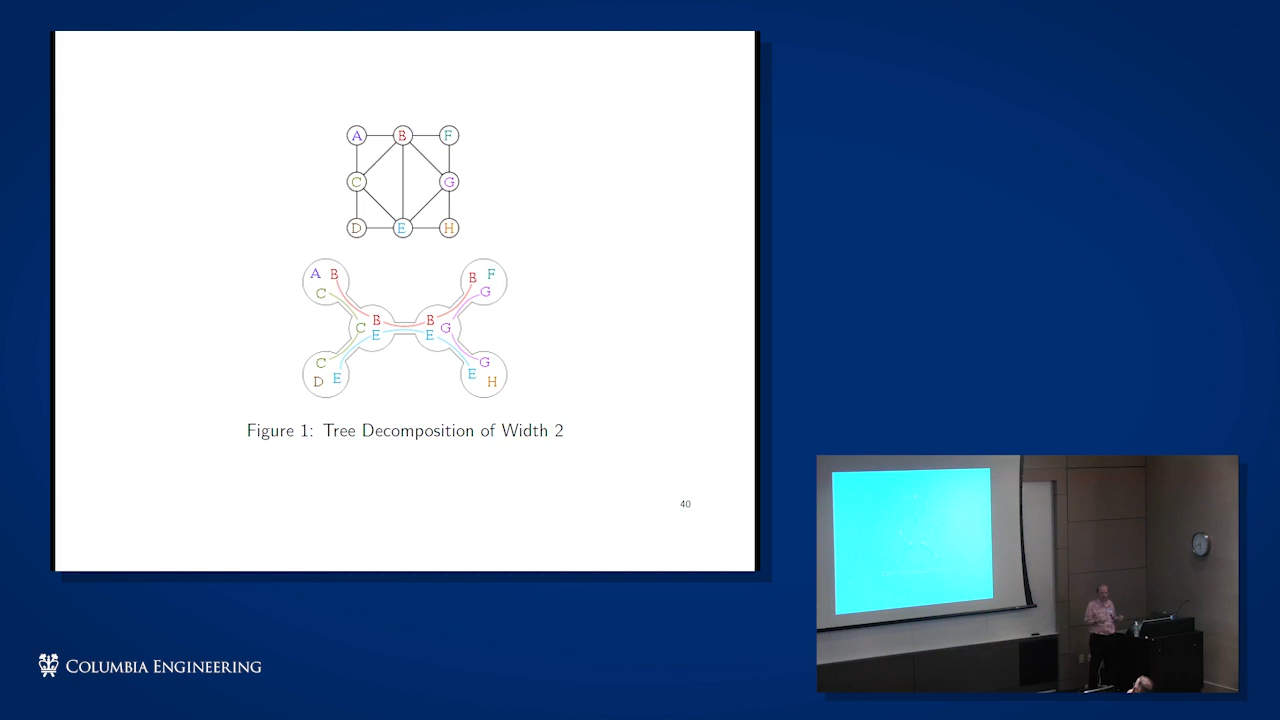 A B F
C G
D E H
A B B F
C G
B B
C G
E E
C G
D E E H
Figure 1: Tree Decomposition of Width 2
40
COLUMBIA ENGINEERING